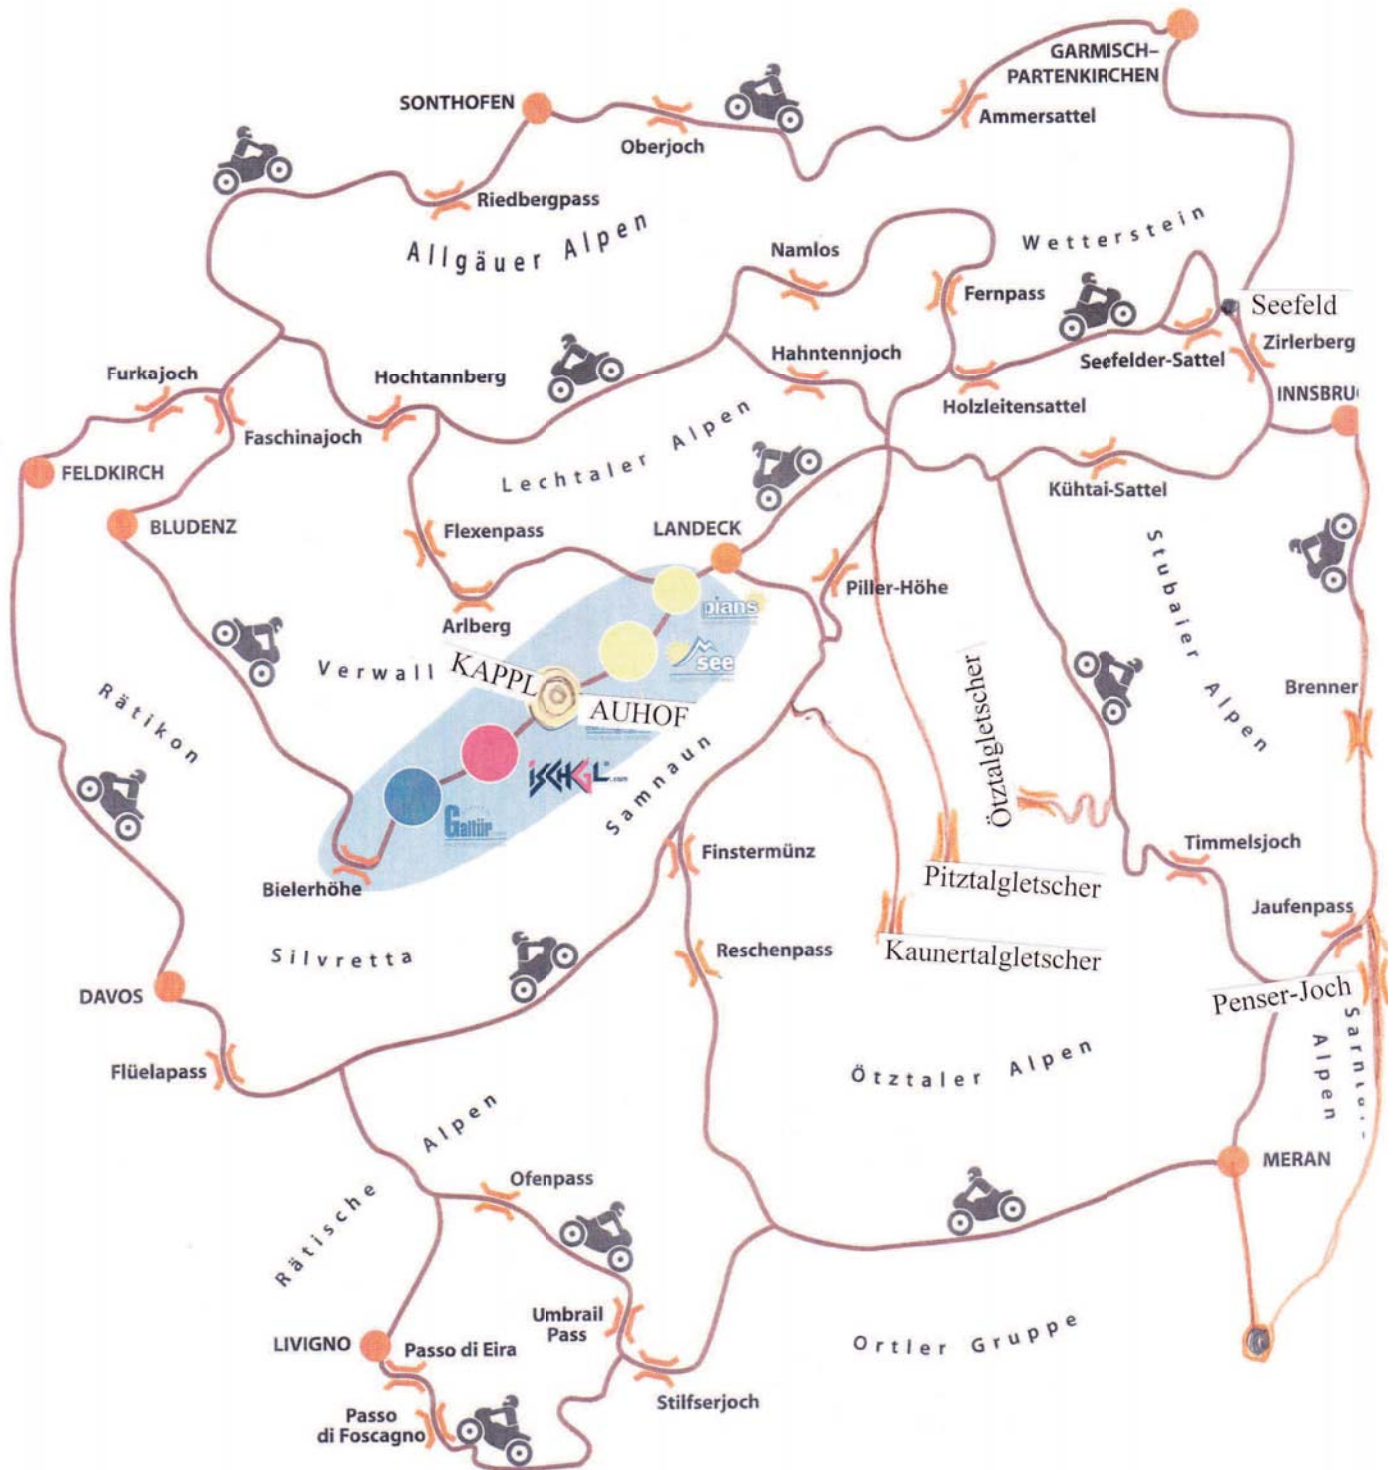 GARMISCH-
PARTENKIRCHEN
SONTHOFEN
Ammersattel
Oberjoch
Riedbergpass
Allgäuer Alpen
Wetterstein
Namlos
Fernpass
Seefeld
Zirlerberg
Seefelder-Sattel
Hahntennjoch
Furkajoch
Hochtannberg
Holzleitensattel
INNSBRU
Faschinajoch
Lechtaler Alpen
FELDKIRCH
Kühtai-Sattel
BLUDENZ
Flexenpass
LANDECK
Stubaier Alpen
Piller-Höhe
pians
Arlberg
see
Verwall
KAPPL
AUHOF
Ötztalgletscher
Brenner
Rätikon
ISCHGL.com
Samnaun
Galtür
Timmelsjoch
Finstermünz
Pitztalgletscher
Bielerhöhe
Jaufenpass
Silvretta
Reschenpass
Kaunertalgletscher
DAVOS
Penser-Joch
Alpen
Flüelapass
Ötztaler Alpen
Rätische Alpen
MERAN
Ofenpass
Umbrail
Pass
Ortler Gruppe
LIVIGNO
Passo di Eira
Stilfserjoch
Passo
di Foscagno